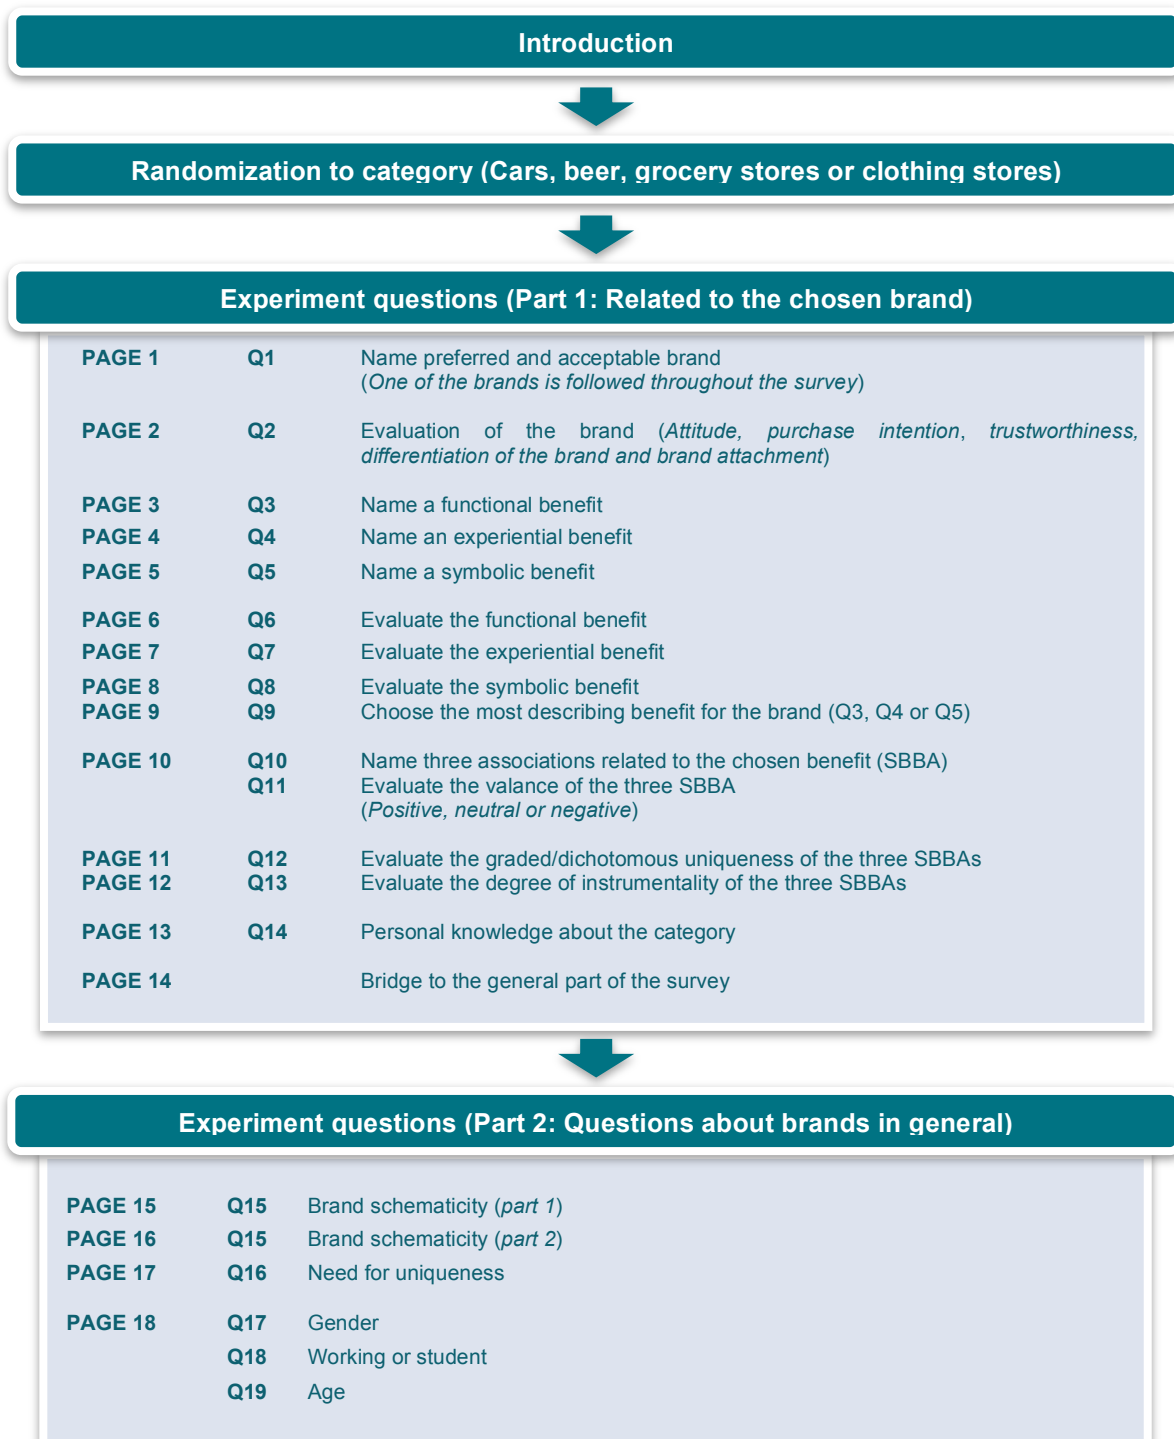 Introduction
Randomization to category (Cars, beer, grocery stores or clothing stores)
Experiment questions (Part 1: Related to the chosen brand)
PAGE 1 Q1 Name preferred and acceptable brand
(One of the brands is followed throughout the survey)
PAGE 2 Q2 Evaluation of the brand (Attitude, purchase intention, trustworthiness,
differentiation of the brand and brand attachment)
PAGE 3 Q3 Name a functional benefit
PAGE 4 Q4 Name an experiential benefit
PAGE 5 Q5 Name a symbolic benefit
PAGE 6 Q6 Evaluate the functional benefit
PAGE 7 Q7 Evaluate the experiential benefit
PAGE 8 Q8 Evaluate the symbolic benefit
PAGE 9 Q9 Choose the most describing benefit for the brand (Q3, Q4 or Q5)
PAGE 10 Q10 Name three associations related to the chosen benefit (SBBA)
Q11 Evaluate the valance of the three SBBA
(Positive, neutral or negative)
PAGE 11 Q12 Evaluate the graded/dichotomous uniqueness of the three SBBAs
PAGE 12 Q13 Evaluate the degree of instrumentality of the three SBBAs
PAGE 13 Q14 Personal knowledge about the category
PAGE 14 Bridge to the general part of the survey
Experiment questions (Part 2: Questions about brands in general)
PAGE 15 Q15 Brand schematicity (part 1)
PAGE 16 Q15 Brand schematicity (part 2)
PAGE 17 Q16 Need for uniqueness
PAGE 18 Q17 Gender
Q18 Working or student
Q19 Age